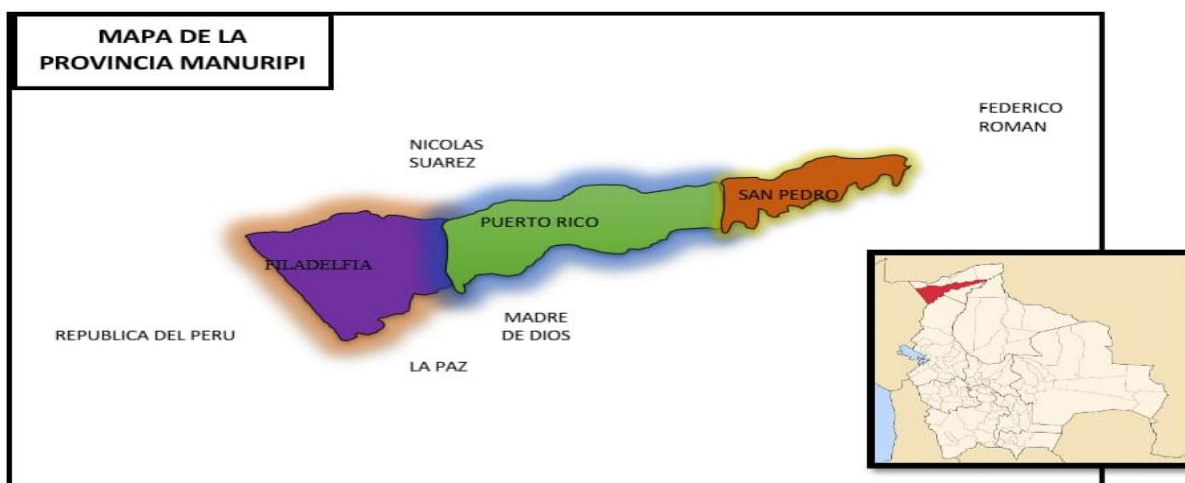 MAPA DE LA
PROVINCIA MANURIPI
FEDERICO
ROMAN
NICOLAS
SUAREZ
SAN PEDRO
PUERTO RICO
FILADELFIA
MADRE
DE DIOS
REPUBLICA DEL PERU
LA PAZ